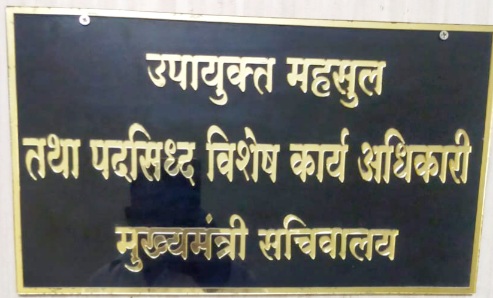 उपायुक्त महसुल
तथा पदसिध्द विशेष कार्य अधिकारी
मुख्यमंत्री सचिवालय